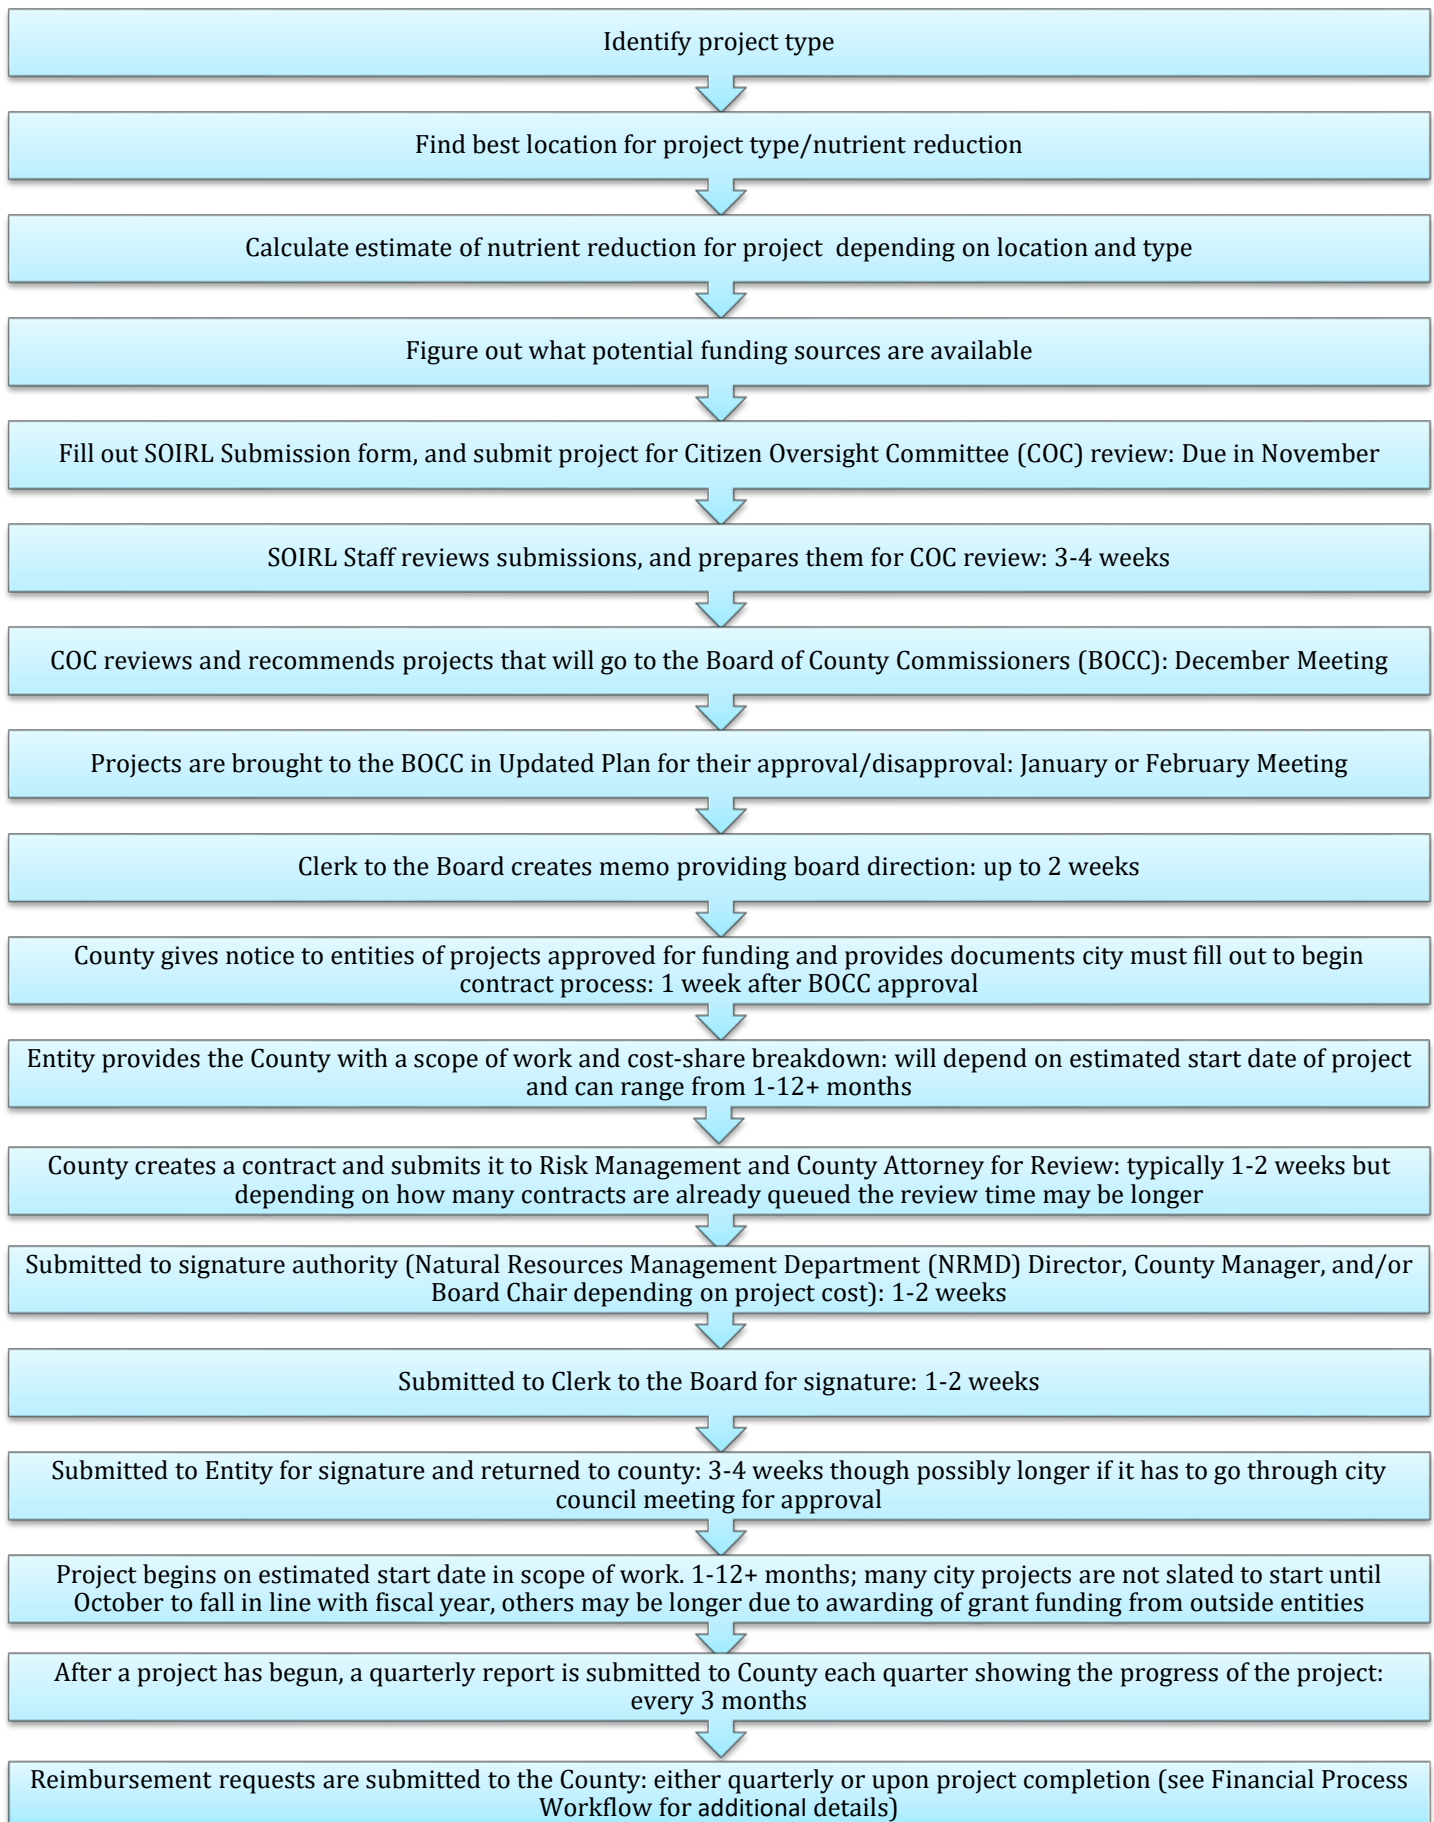 Identify project type
Find best location for project type/nutrient reduction
Calculate estimate of nutrient reduction for project  depending on location and type
Figure out what potential funding sources are available
Fill out SOIRL Submission form, and submit project for Citizen Oversight Committee (COC) review: Due in November
SOIRL Staff reviews submissions, and prepares them for COC review: 3-4 weeks
COC reviews and recommends projects that will go to the Board of County Commissioners (BOCC): December Meeting
Projects are brought to the BOCC in Updated Plan for their approval/disapproval: January or February Meeting
Clerk to the Board creates memo providing board direction: up to 2 weeks
County gives notice to entities of projects approved for funding and provides documents city must fill out to begin
contract process: 1 week after BOCC approval
Entity provides the County with a scope of work and cost-share breakdown: will depend on estimated start date of project
and can range from 1-12+ months
County creates a contract and submits it to Risk Management and County Attorney for Review: typically 1-2 weeks but
depending on how many contracts are already queued the review time may be longer
Submitted to signature authority (Natural Resources Management Department (NRMD) Director, County Manager, and/or
Board Chair depending on project cost): 1-2 weeks
Submitted to Clerk to the Board for signature: 1-2 weeks
Submitted to Entity for signature and returned to county: 3-4 weeks though possibly longer if it has to go through city
council meeting for approval
Project begins on estimated start date in scope of work. 1-12+ months; many city projects are not slated to start until
October to fall in line with fiscal year, others may be longer due to awarding of grant funding from outside entities
After a project has begun, a quarterly report is submitted to County each quarter showing the progress of the project:
every 3 months
Reimbursement requests are submitted to the County: either quarterly or upon project completion (see Financial Process
Workflow for additional details)